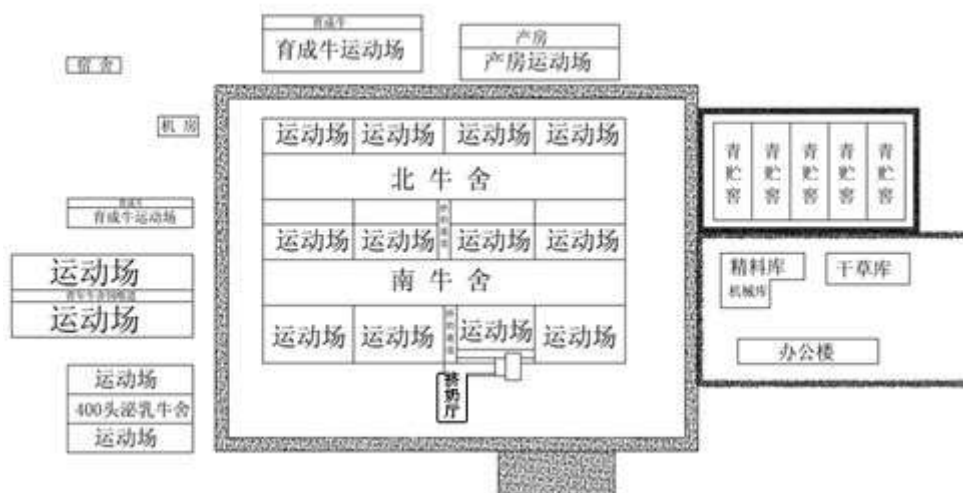 育成牛
育成牛运动场
产房
产房运动场
宿舍
机房
运动场 运动场 运动场 运动场
北牛舍
运动场 运动场 运动场 运动场
南牛舍
运动场 运动场 运动场 运动场
挤奶厅
青贮窖 青贮窖 青贮窖 青贮窖 青贮窖
精料库
机械库
干草库
办公楼
育成牛运动场
运动场
运动场
运动场
400头泌乳牛舍
运动场